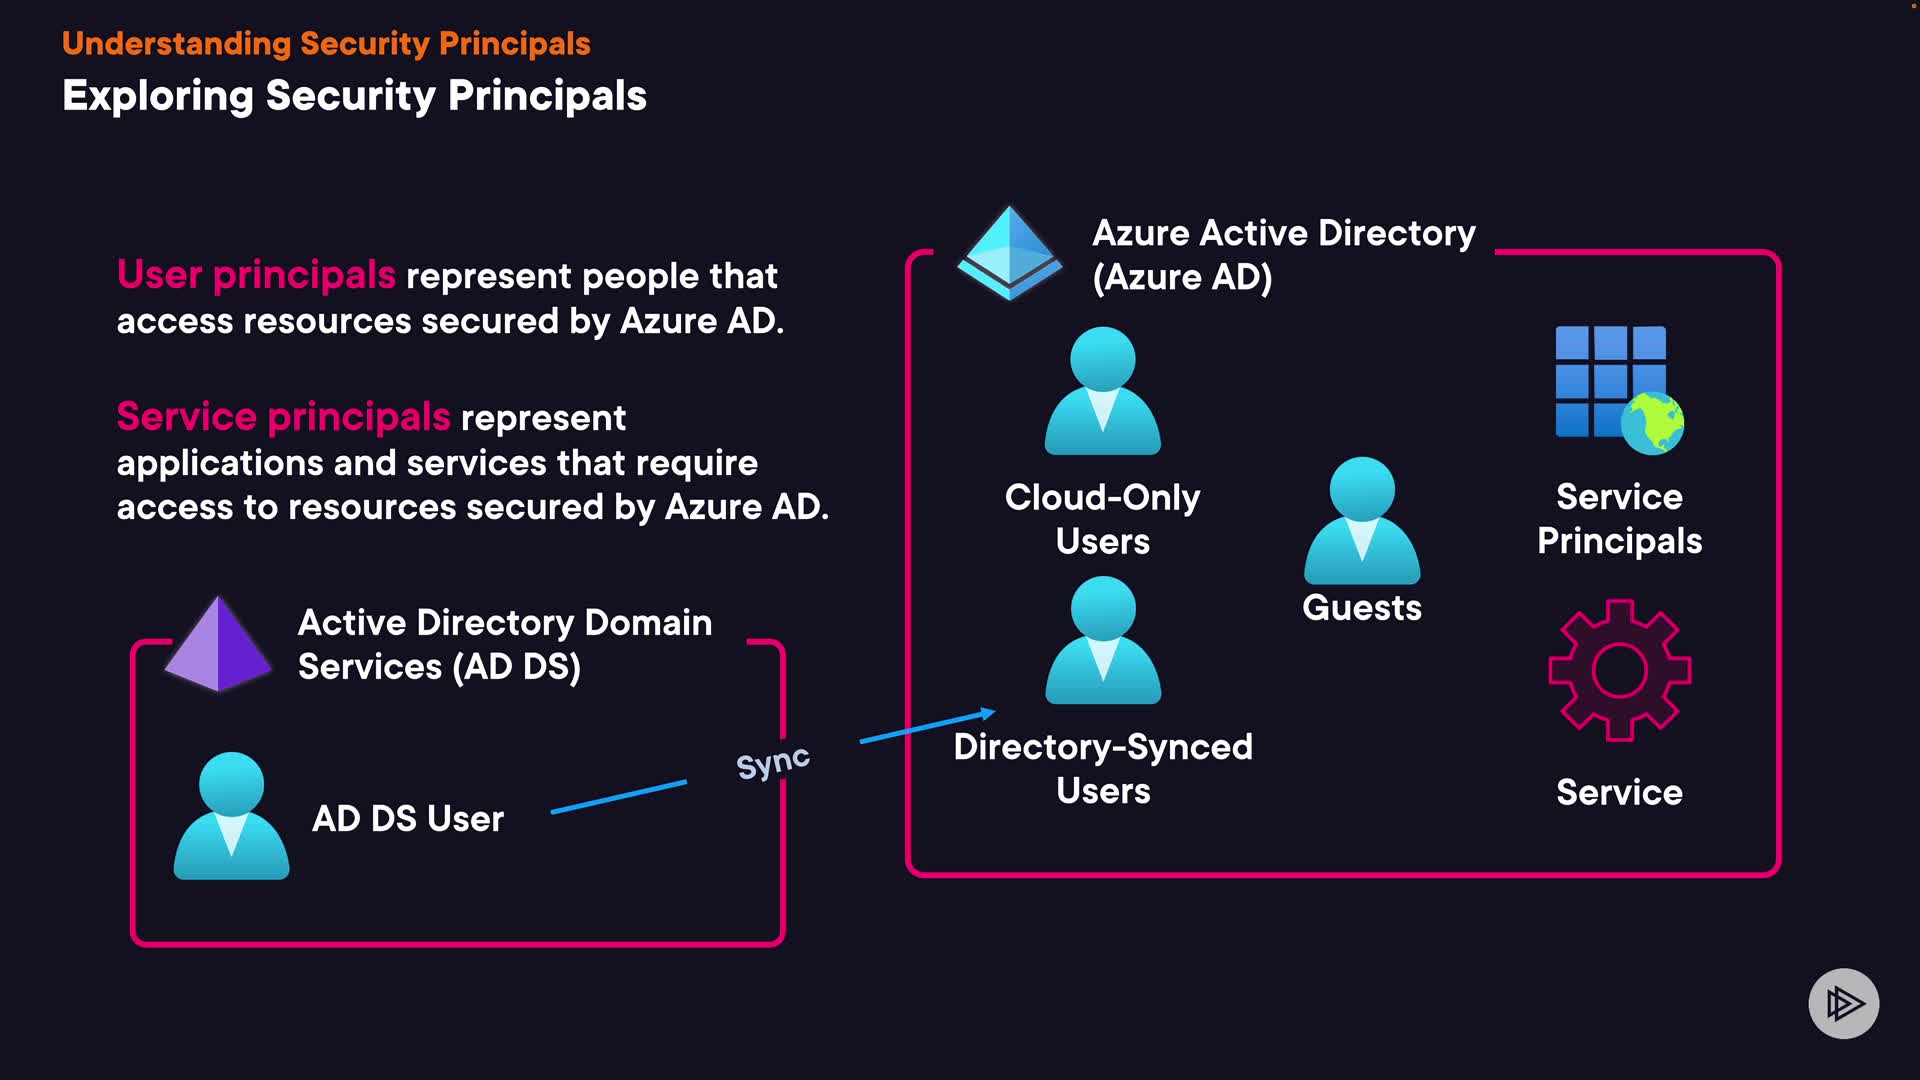 Understanding Security Principals
Exploring Security Principals
User principals represent people that
access resources secured by Azure AD.
Service principals represent
applications and services that require
access to resources secured by Azure AD.
Active Directory Domain
Services (AD DS)
AD DS User
Sync
Azure Active Directory
(Azure AD)
Cloud-Only
Users
Directory-Synced
Users
Guests
Service
Principals
Service